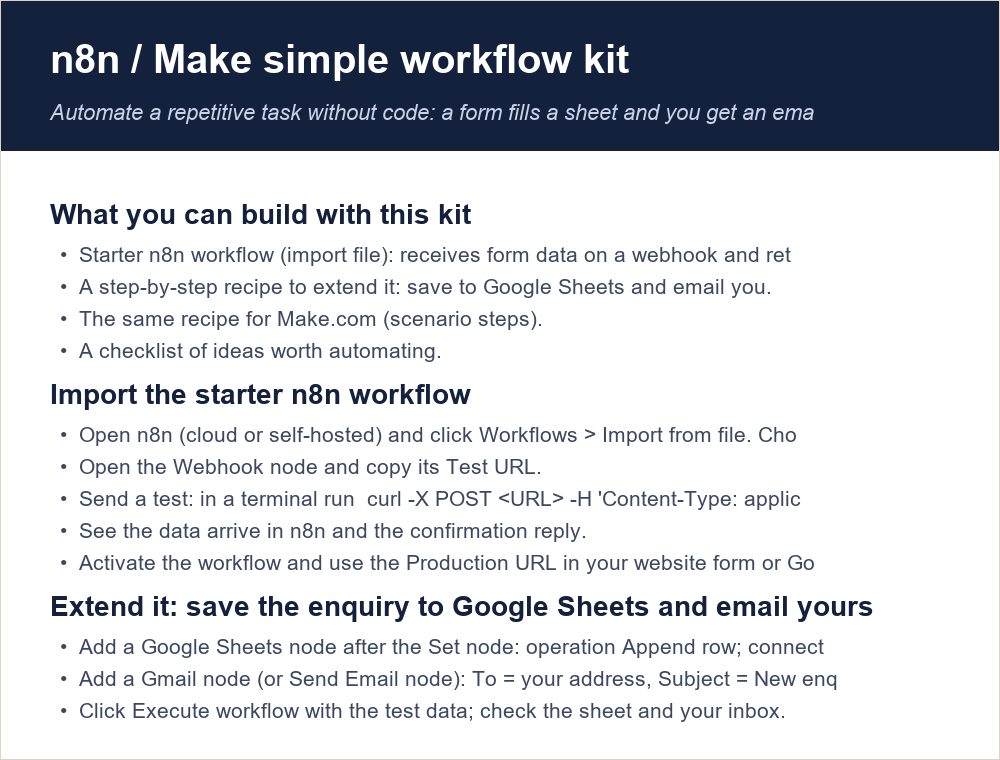 n8n / Make simple workflow kit
Automate a repetitive task without code: a form fills a sheet and you get an ema
What you can build with this kit
• Starter n8n workflow (import file): receives form data on a webhook and ret
• A step-by-step recipe to extend it: save to Google Sheets and email you.
• The same recipe for Make.com (scenario steps).
• A checklist of ideas worth automating.
Import the starter n8n workflow
• Open n8n (cloud or self-hosted) and click Workflows > Import from file. Cho
• Open the Webhook node and copy its Test URL.
• Send a test: in a terminal run  curl -X POST <URL> -H 'Content-Type: applic
• See the data arrive in n8n and the confirmation reply.
• Activate the workflow and use the Production URL in your website form or Go
Extend it: save the enquiry to Google Sheets and email yours
• Add a Google Sheets node after the Set node: operation Append row; connect
• Add a Gmail node (or Send Email node): To = your address, Subject = New enq
• Click Execute workflow with the test data; check the sheet and your inbox.